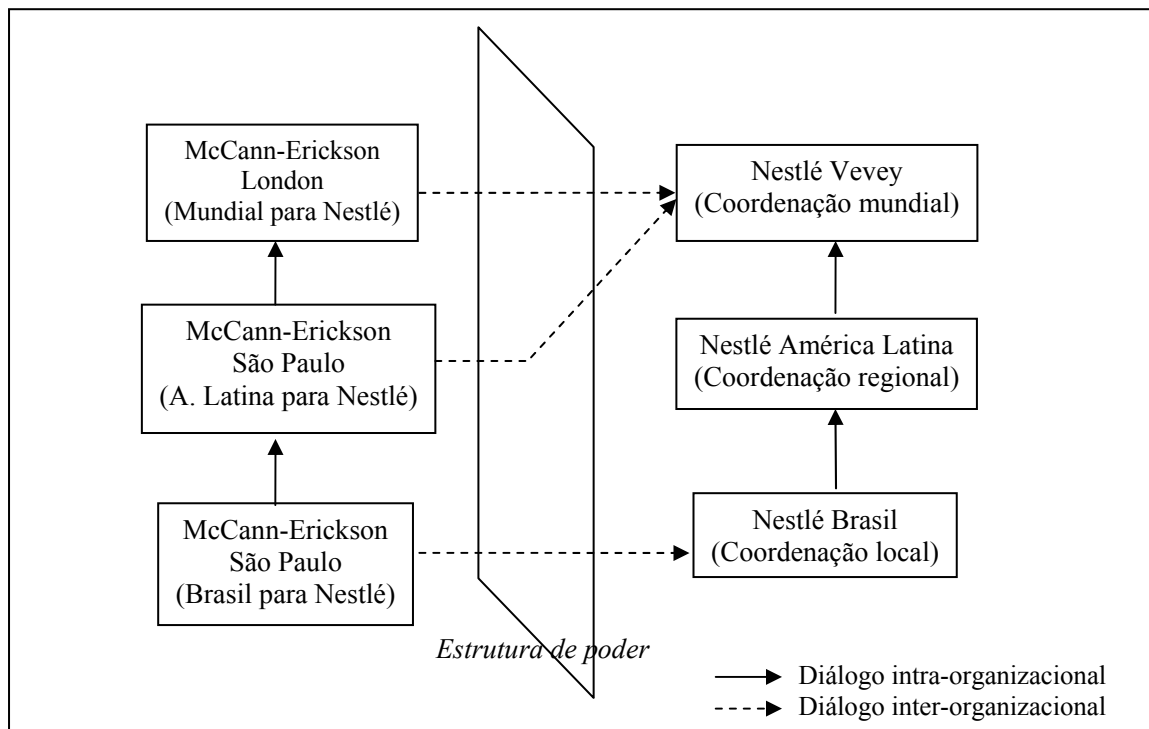 McCann-Erickson
London
(Mundial para Nestlé)
Nestlé Vevey
(Coordenação mundial)
McCann-Erickson
São Paulo
(A. Latina para Nestlé)
Nestlé América Latina
(Coordenação regional)
McCann-Erickson
São Paulo
(Brasil para Nestlé)
Nestlé Brasil
(Coordenação local)
Estrutura de poder
Diálogo intra-organizacional
Diálogo inter-organizacional